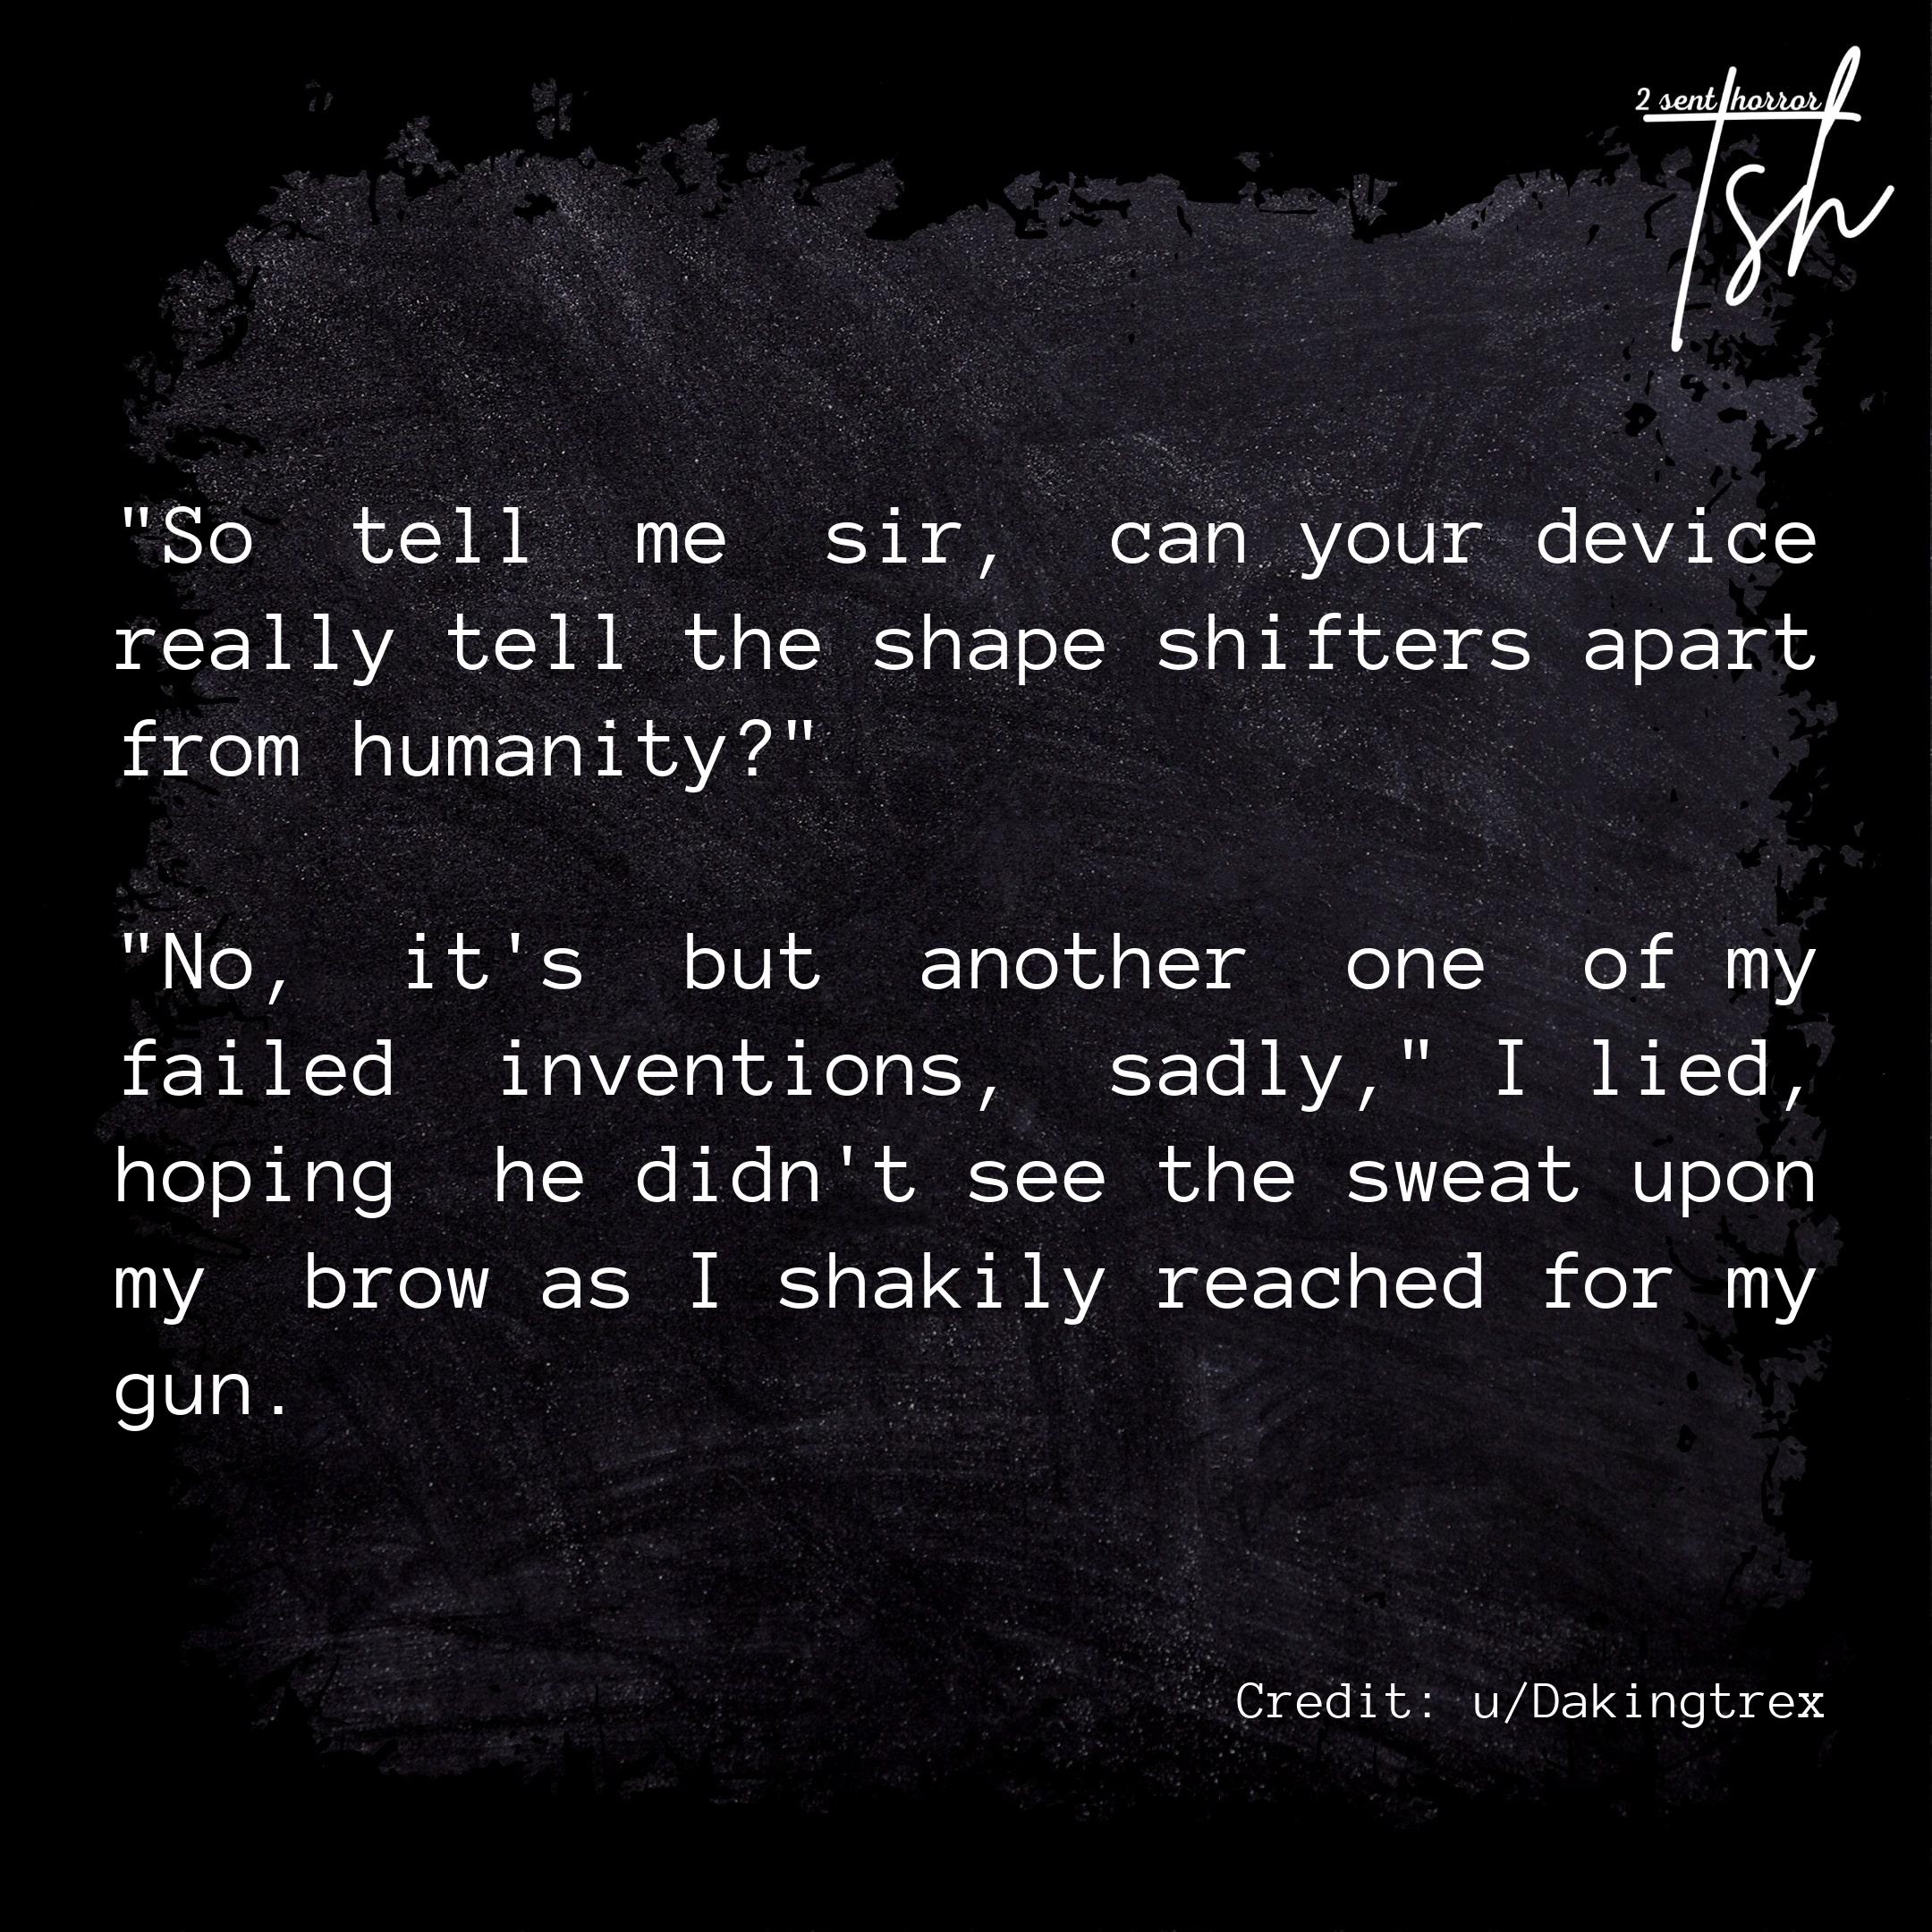 2 sent horror
Tsh
"So tell me sir, can your device
really tell the shape shifters apart
from humanity?"
"No, it's but another one of my
failed inventions, sadly," I lied,
hoping he didn't see the sweat upon
my brow as I shakily reached for my
gun.
Credit: u/Dakingtrex